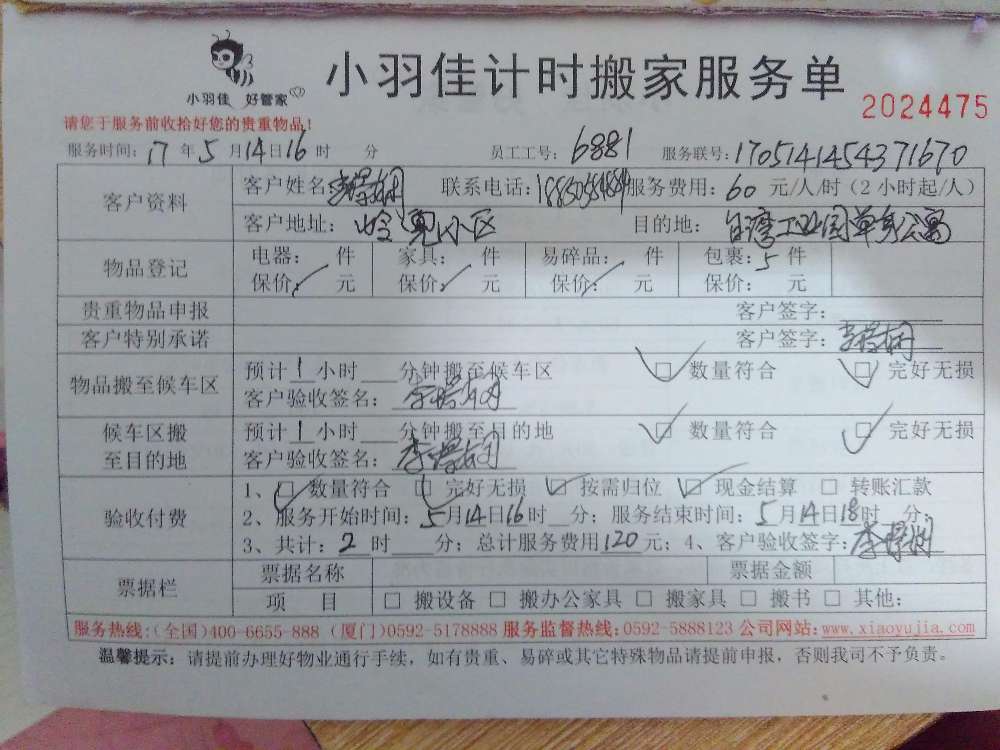 小羽佳 好管家
小羽佳计时搬家服务单
2024475
请您于服务前收拾好您的贵重物品!
服务时间: 17 年 5 月 14 日 16 时 分 员工工号: 6881 服务联号: 1705141454371670
客户资料 客户姓名: 联系电话: 服务费用: 60 元/人/时(2小时起/人)
客户地址: 岭兜小区 目的地: 台湾工业园单身公寓
物品登记 电器: 件 家具: 件 易碎品: 件 包裹: 5 件
保价: 元 保价: 元 保价: 元 保价: 元
贵重物品申报 客户签字:
客户特别承诺 客户签字:
物品搬至候车区 预计 1 小时 分钟搬至候车区 ☑ 数量符合 ☑ 完好无损
客户验收签名:
候车区搬至目的地 预计 1 小时 分钟搬至目的地 ☑ 数量符合 ☑ 完好无损
客户验收签名:
验收付费 1、☑ 数量符合 ☑ 完好无损 ☑ 按需归位 ☑ 现金结算 □ 转账汇款
2、服务开始时间: 5月14日16时 分; 服务结束时间: 5月14日18时 分;
3、共计: 2 时 分; 总计服务费用120元; 4、客户验收签字:
票据栏 票据名称 票据金额
项 目 □ 搬设备 □ 搬办公家具 □ 搬家具 □ 搬书 □ 其他:
服务热线:(全国)400-6655-888 (厦门)0592-5178888 服务监督热线:0592-5888123 公司网站:www.xiaoyujia.com
温馨提示: 请提前办理好物业通行手续，如有贵重、易碎或其它特殊物品请提前申报，否则我司不予负责。